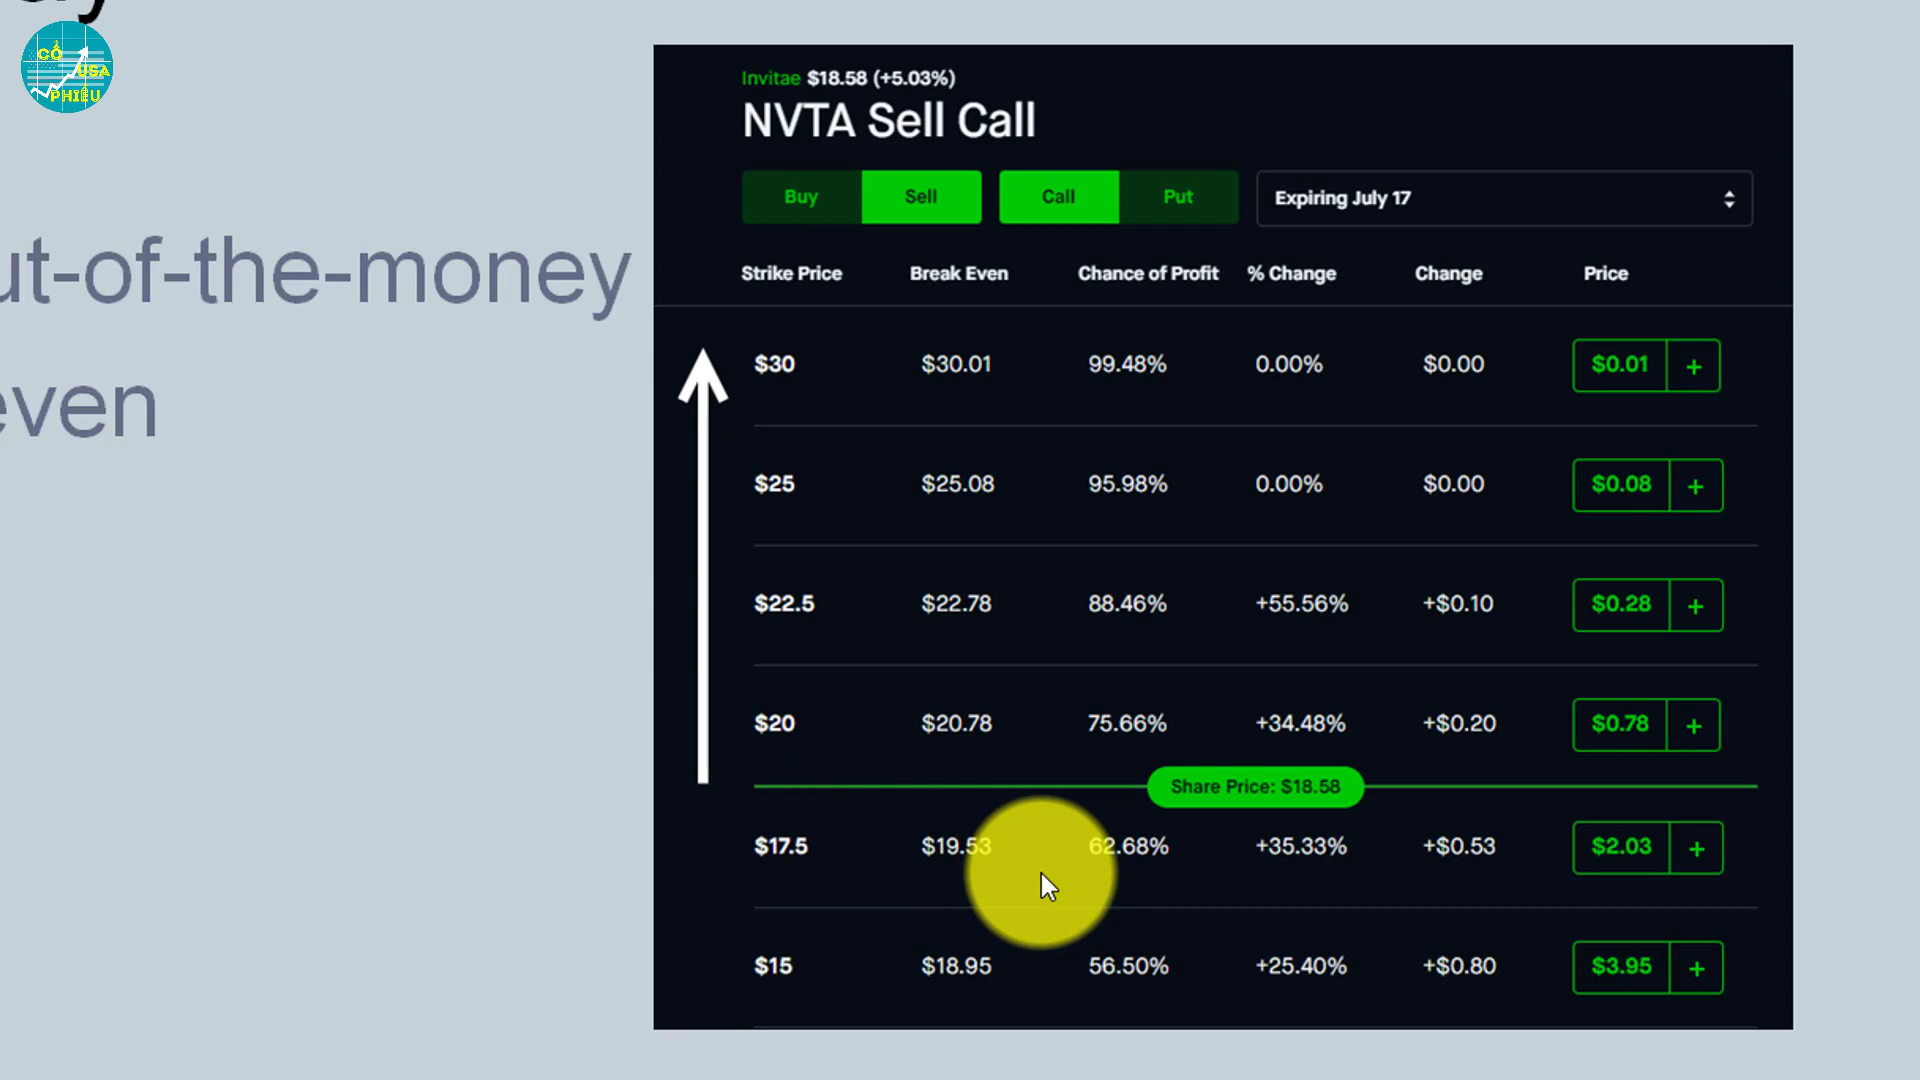 CỔ
USA
PHIẾU
ut-of-the-money
even
Invitae $18.58 (+5.03%)
NVTA Sell Call
Buy Sell Call Put Expiring July 17
Strike Price Break Even Chance of Profit % Change Change Price
$30 $30.01 99.48% 0.00% $0.00 $0.01 +
$25 $25.08 95.98% 0.00% $0.00 $0.08 +
$22.5 $22.78 88.46% +55.56% +$0.10 $0.28 +
$20 $20.78 75.66% +34.48% +$0.20 $0.78 +
Share Price: $18.58
$17.5 $19.53 62.68% +35.33% +$0.53 $2.03 +
$15 $18.95 56.50% +25.40% +$0.80 $3.95 +